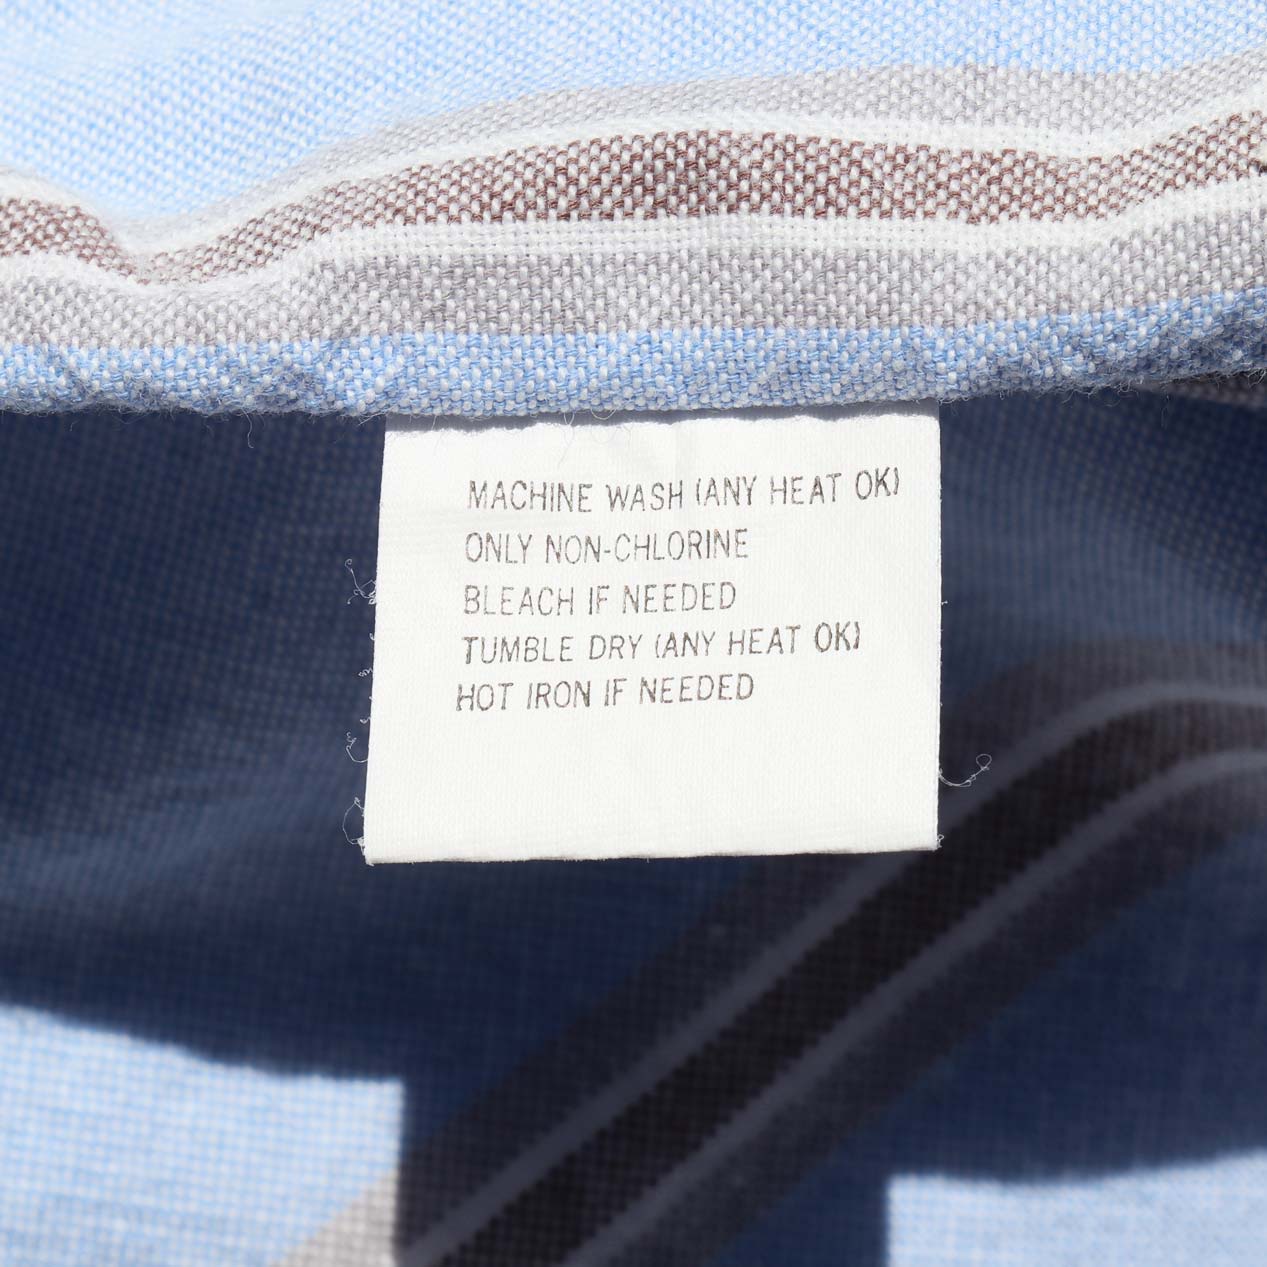 MACHINE WASH (ANY HEAT OK)
ONLY NON-CHLORINE
BLEACH IF NEEDED
TUMBLE DRY (ANY HEAT OK)
HOT IRON IF NEEDED